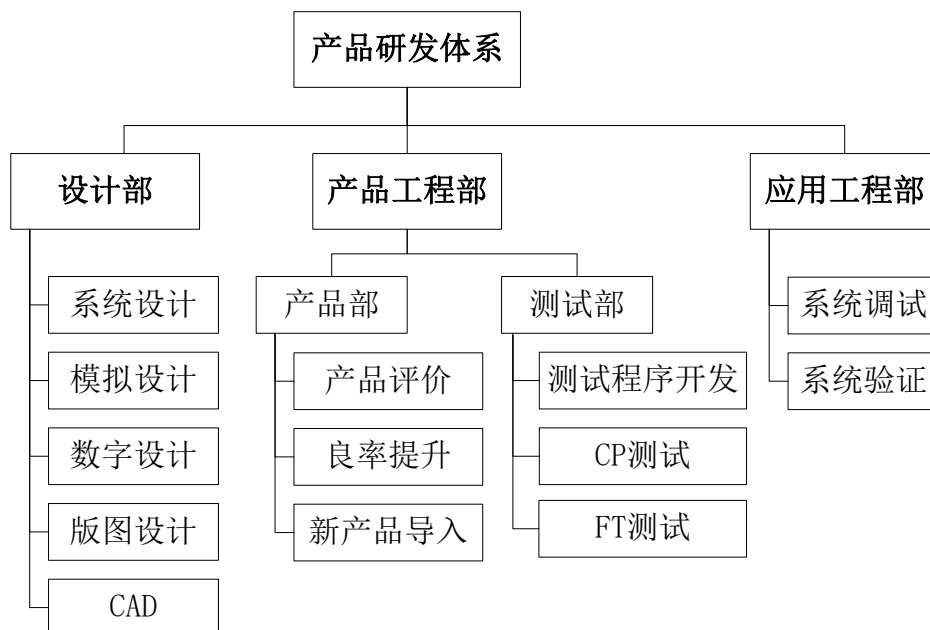 产品研发体系
设计部
产品工程部
应用工程部
系统设计
模拟设计
数字设计
版图设计
CAD
产品部
产品评价
良率提升
新产品导入
测试部
测试程序开发
CP测试
FT测试
系统调试
系统验证